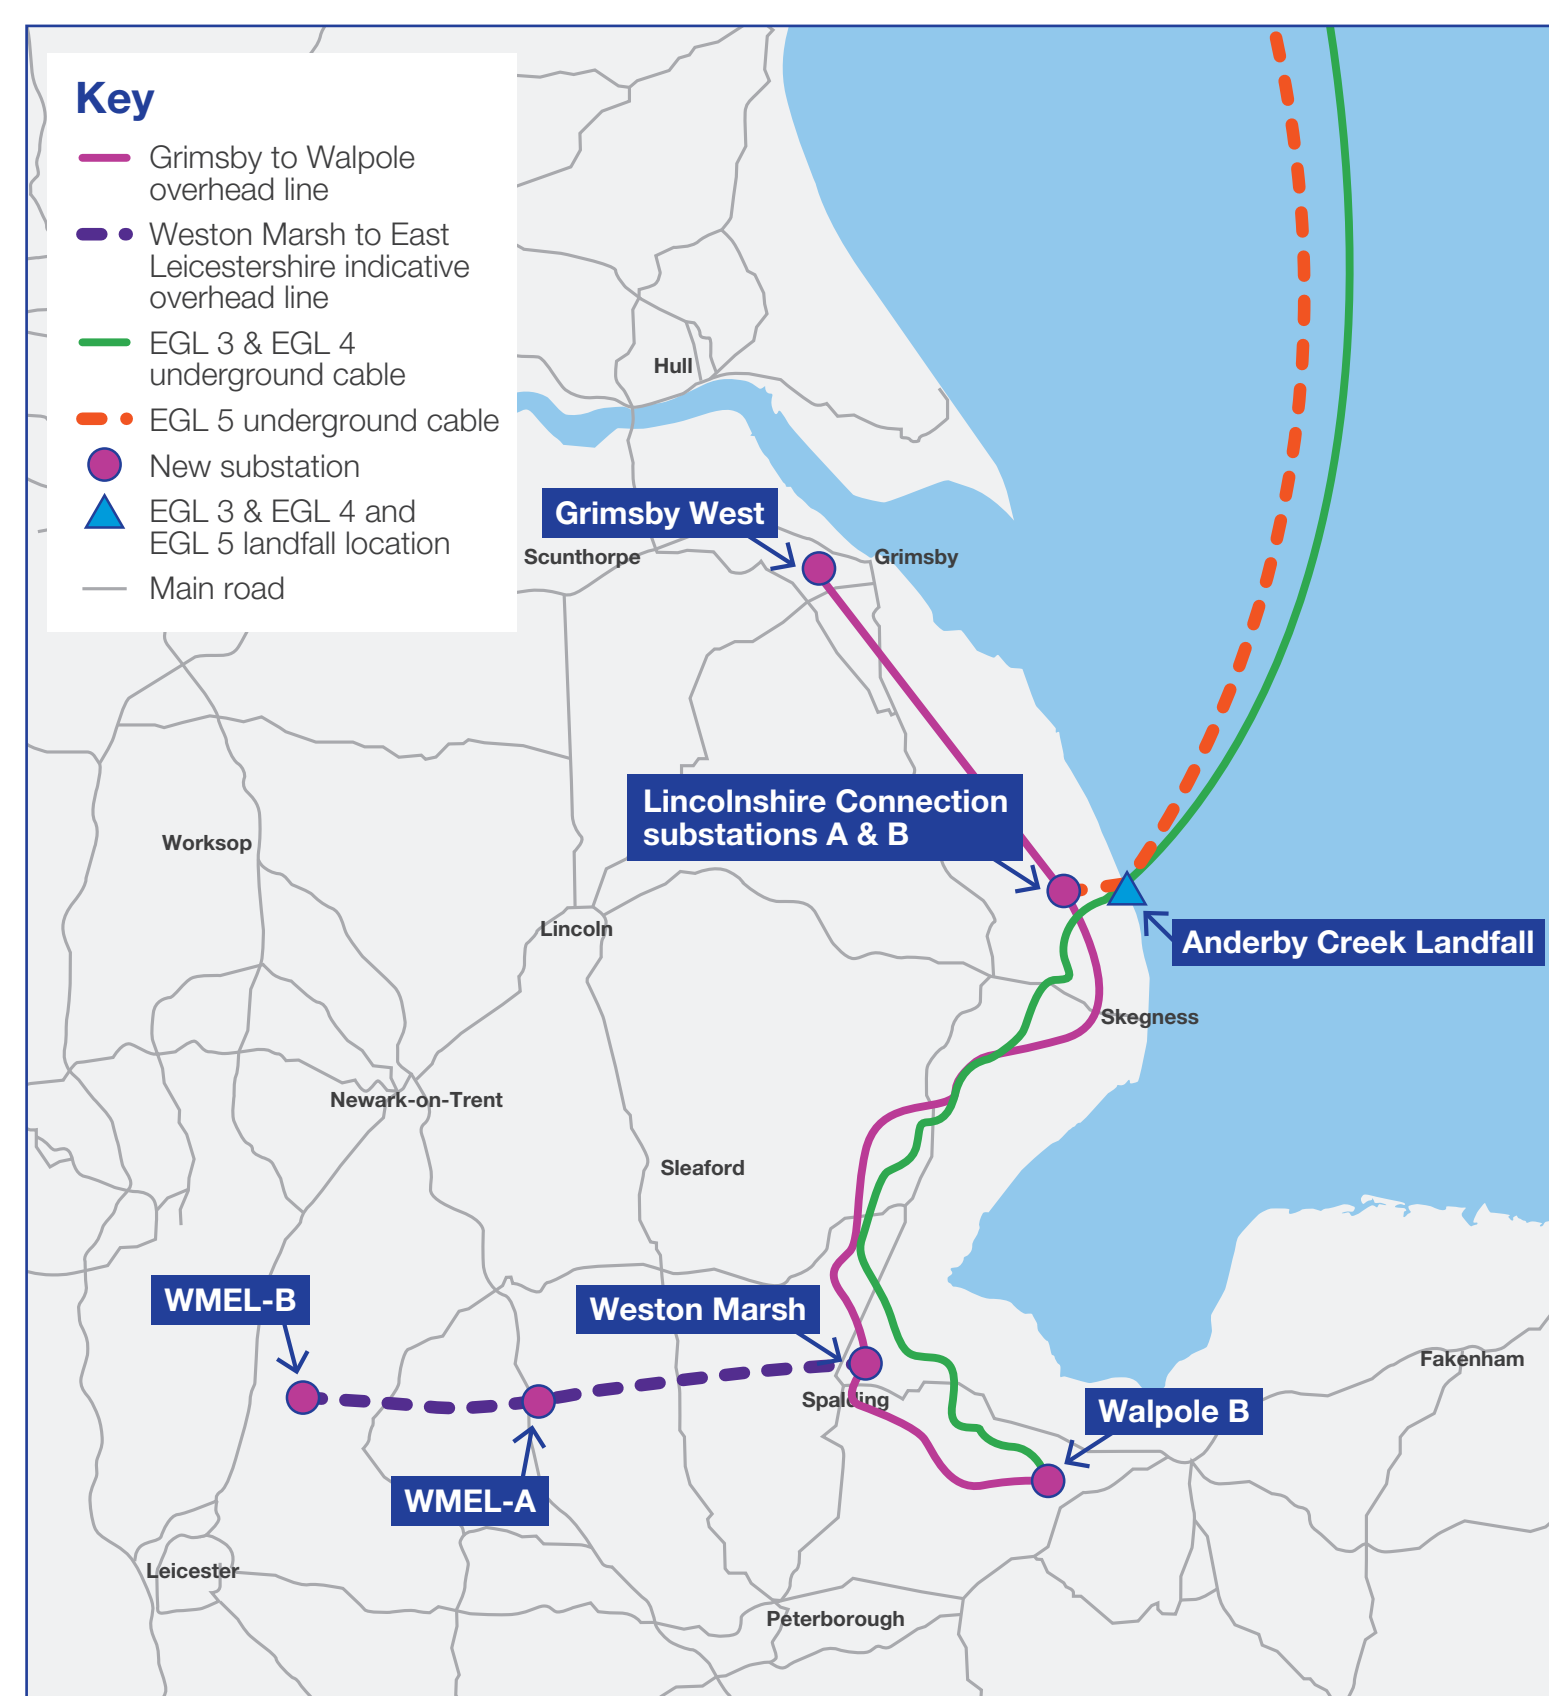 Key
Grimsby to Walpole
overhead line
Weston Marsh to East
Leicestershire indicative
overhead line
EGL 3 & EGL 4
underground cable
EGL 5 underground cable
New substation
EGL 3 & EGL 4 and
EGL 5 landfall location
Main road
Hull
Grimsby West
Scunthorpe
Grimsby
Lincolnshire Connection
substations A & B
Worksop
Lincoln
Anderby Creek Landfall
Skegness
Newark-on-Trent
Sleaford
WMEL-B
Weston Marsh
Fakenham
Spalding
Walpole B
WMEL-A
Leicester
Peterborough